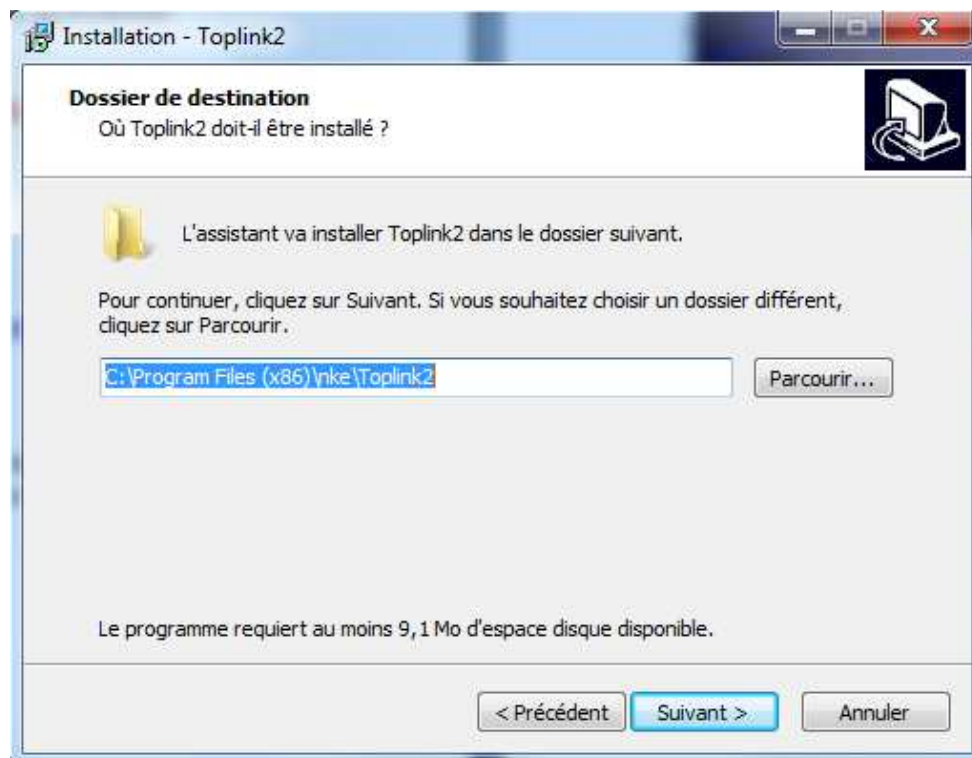 Installation - Toplink2
Dossier de destination
Où Toplink2 doit-il être installé ?
L'assistant va installer Toplink2 dans le dossier suivant.
Pour continuer, cliquez sur Suivant. Si vous souhaitez choisir un dossier différent,
cliquez sur Parcourir.
C:\Program Files (x86)\nke\Toplink2
Parcourir...
Le programme requiert au moins 9,1 Mo d'espace disque disponible.
< Précédent
Suivant >
Annuler